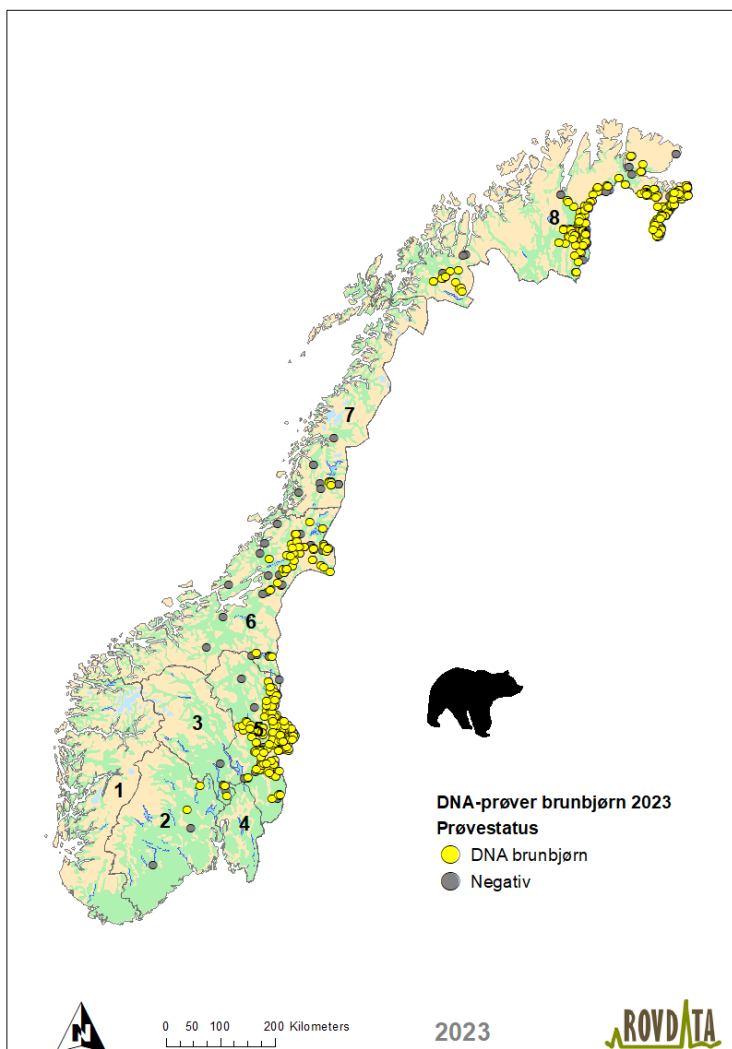 8
7
6
3
5
1
2
4
DNA-prøver brunbjørn 2023
Prøvestatus
DNA brunbjørn
Negativ
N
0 50 100 200 Kilometers
2023
ROVDATA